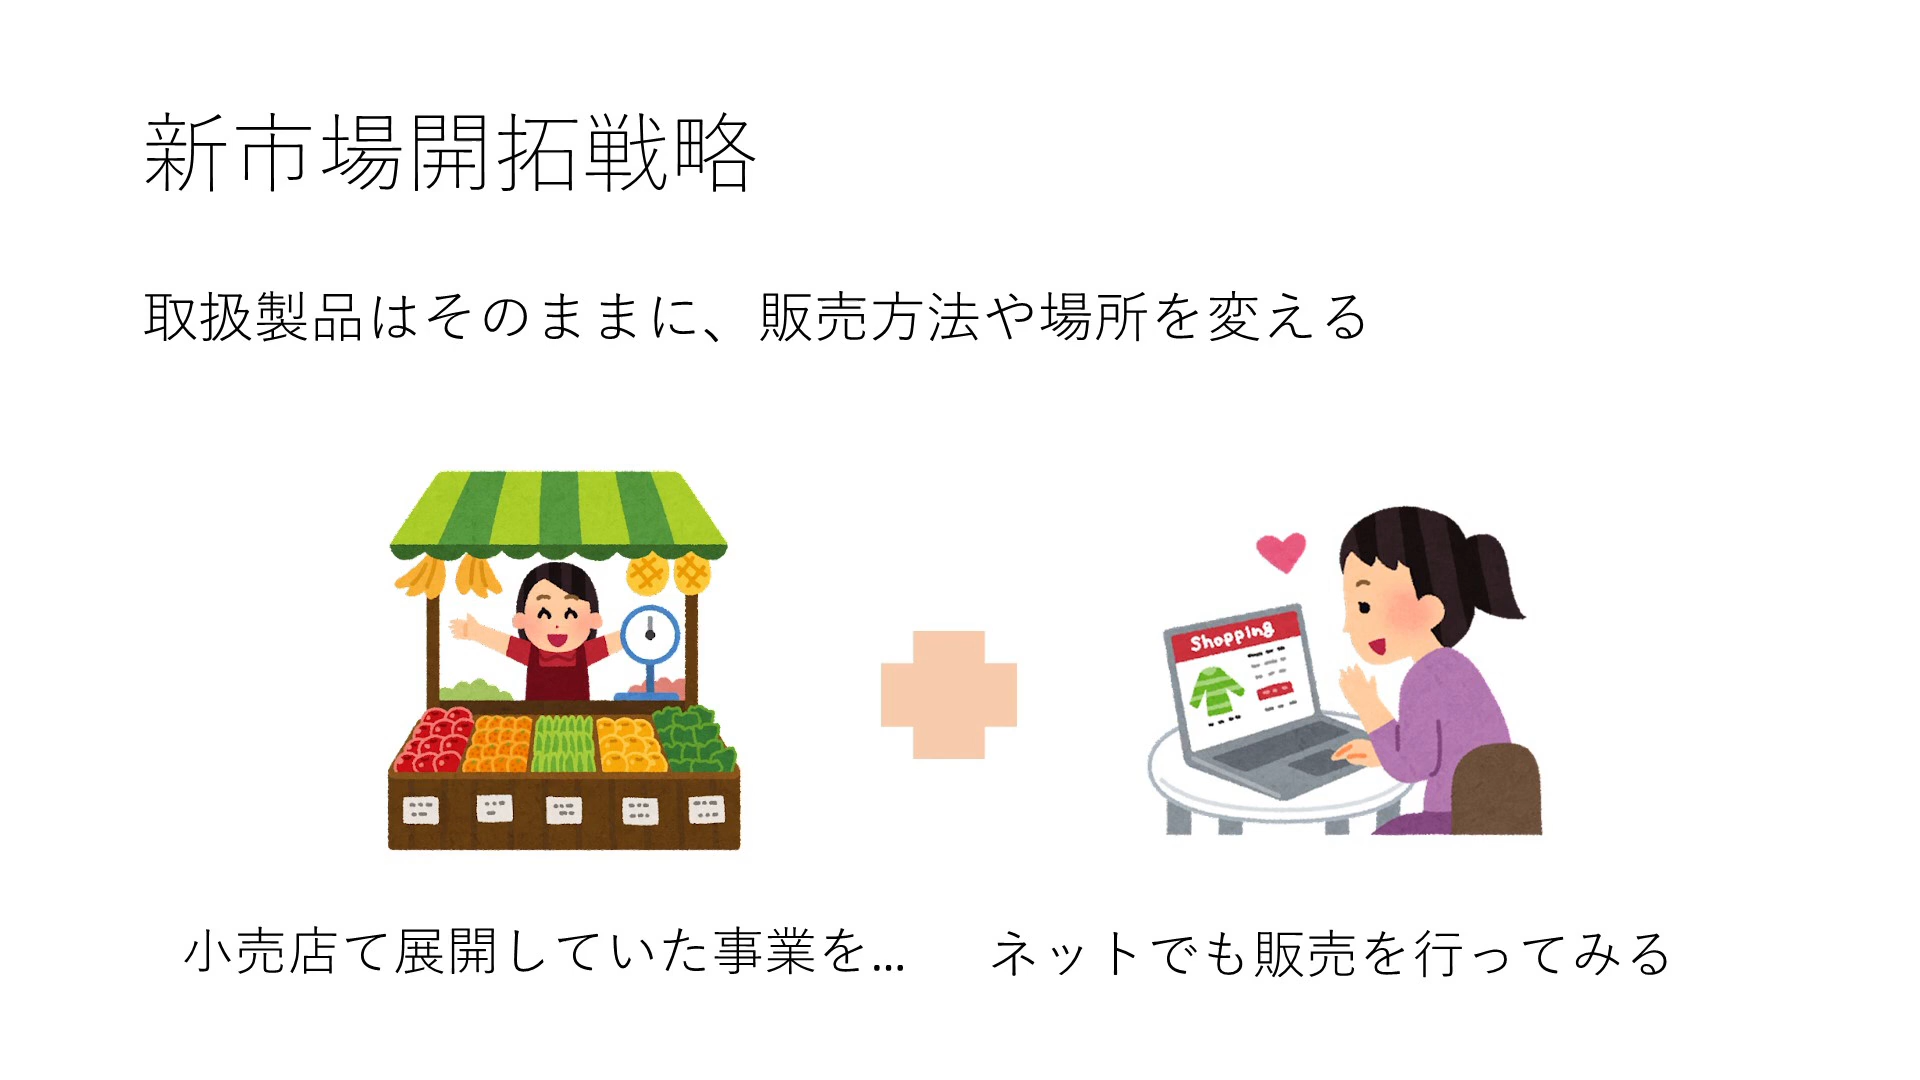 新市場開拓戦略
取扱製品はそのままに、販売方法や場所を変える
Shopping
小売店て展開していた事業を...
ネットでも販売を行ってみる